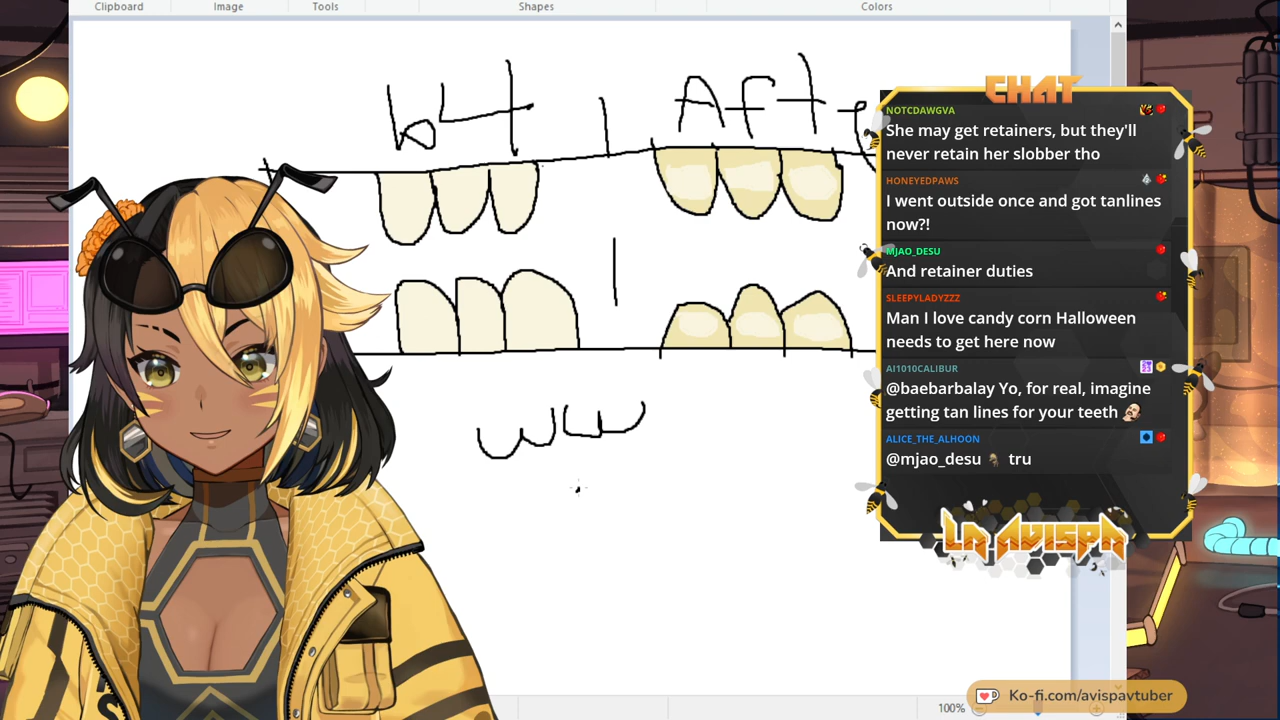 Clipboard Image Tools Shapes Colors
b4 After
CHAT
NOTCDAWGVA
She may get retainers, but they'll
never retain her slobber tho
HONEYEDPAWS
I went outside once and got tanlines
now?!
MJAO_DESU
And retainer duties
SLEEPYLADYZZZ
Man I love candy corn Halloween
needs to get here now
AI1010CALIBUR
@baebarbalay Yo, for real, imagine
getting tan lines for your teeth
ALICE_THE_ALHOON
@mjao_desu tru
LA AVISPA
Ko-fi.com/avispavtuber
100%